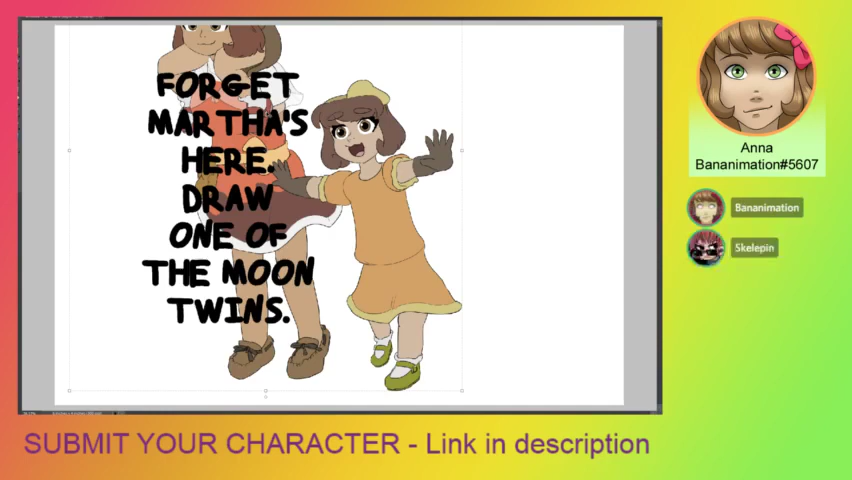 FORGET
MARTHA'S
HERE.
DRAW
ONE OF
THE MOON
TWINS.
Anna
Bananimation#5607
Bananimation
Skelepin
SUBMIT YOUR CHARACTER - Link in description